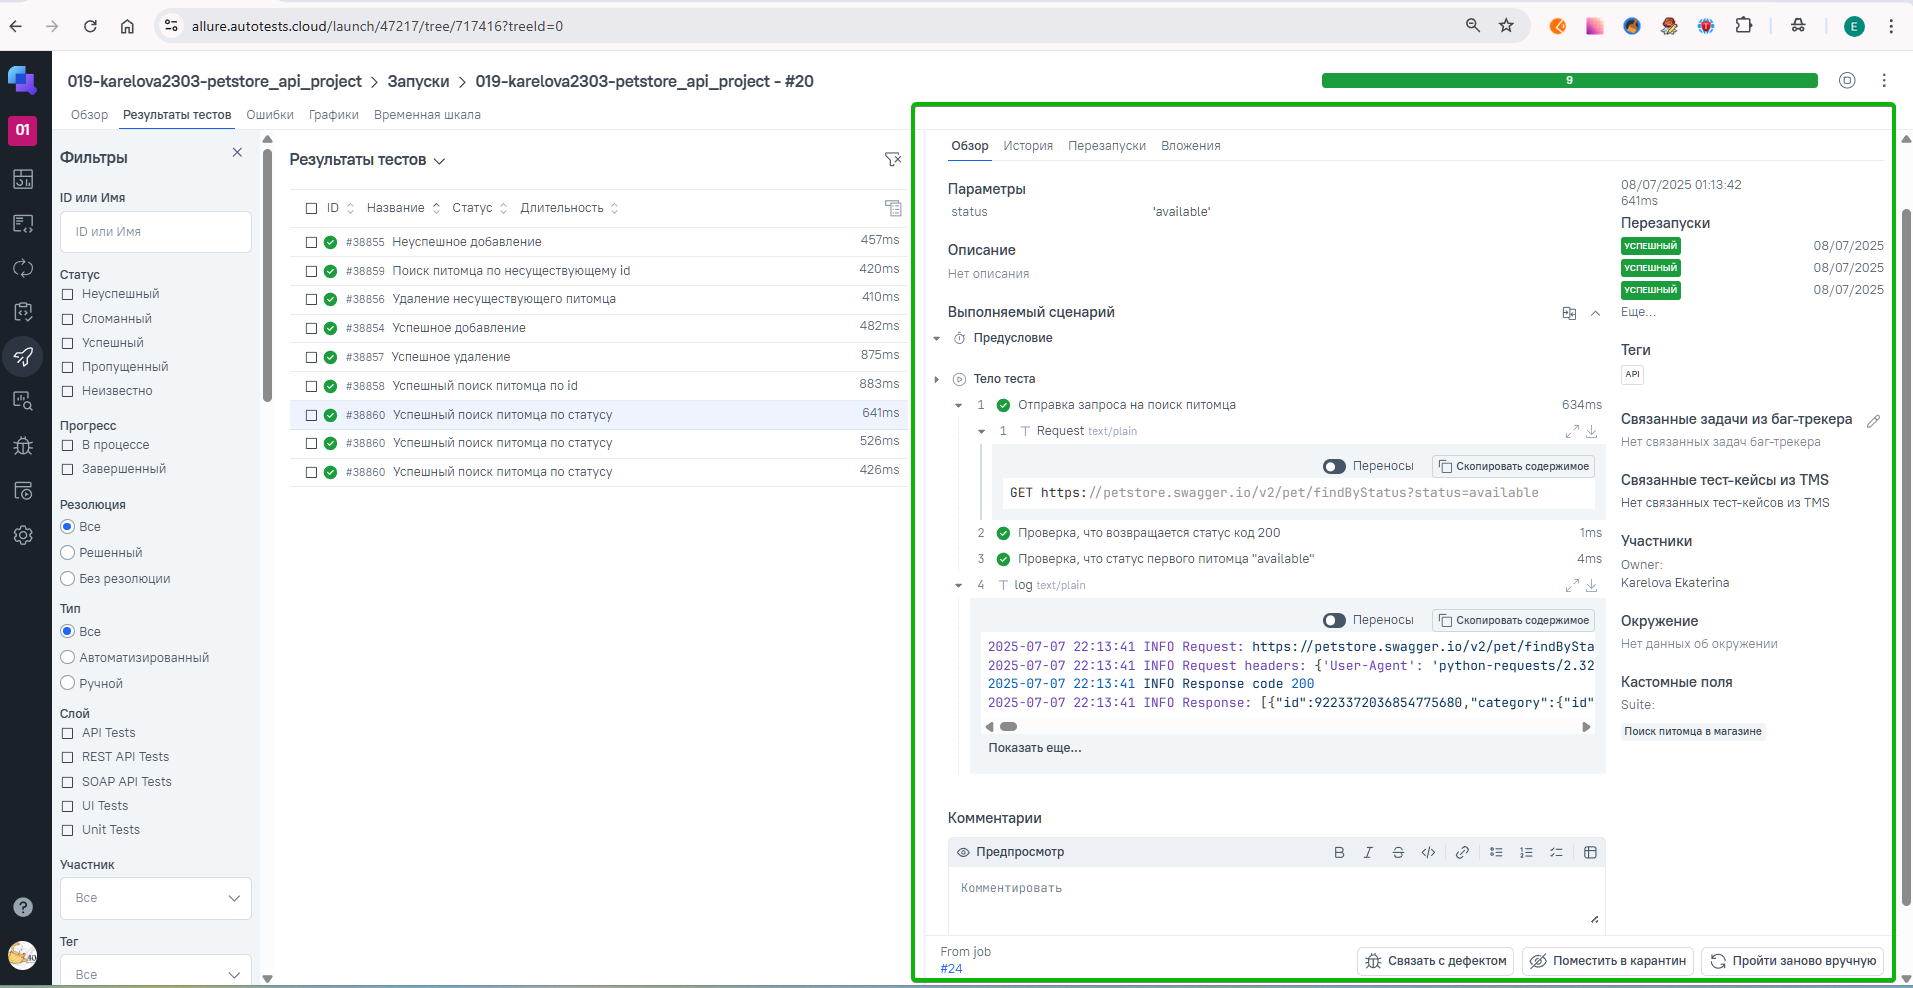 allure.autotests.cloud/launch/47217/tree/717416?treeId=0
E
01
019-karelova2303-petstore_api_project > Запуски > 019-karelova2303-petstore_api_project - #20
9
Обзор Результаты тестов Ошибки Графики Временная шкала
Фильтры
ID или Имя
ID или Имя
Статус
Неуспешный
Сломанный
Успешный
Пропущенный
Неизвестно
Прогресс
В процессе
Завершенный
Резолюция
Все
Решенный
Без резолюции
Тип
Все
Автоматизированный
Ручной
Слой
API Tests
REST API Tests
SOAP API Tests
UI Tests
Unit Tests
Участник
Все
Тег
Все
Результаты тестов
ID Название Статус Длительность
#38855 Неуспешное добавление 457ms
#38859 Поиск питомца по несуществующему id 420ms
#38856 Удаление несуществующего питомца 410ms
#38854 Успешное добавление 482ms
#38857 Успешное удаление 875ms
#38858 Успешный поиск питомца по id 883ms
#38860 Успешный поиск питомца по статусу 641ms
#38860 Успешный поиск питомца по статусу 526ms
#38860 Успешный поиск питомца по статусу 426ms
Обзор История Перезапуски Вложения
Параметры
status 'available'
Описание
Нет описания
Выполняемый сценарий
Предусловие
Тело теста
1 Отправка запроса на поиск питомца 634ms
1 Request text/plain
Переносы Скопировать содержимое
GET https://petstore.swagger.io/v2/pet/findByStatus?status=available
2 Проверка, что возвращается статус код 200 1ms
3 Проверка, что статус первого питомца "available" 4ms
4 log text/plain
Переносы Скопировать содержимое
2025-07-07 22:13:41 INFO Request: https://petstore.swagger.io/v2/pet/findBySta
2025-07-07 22:13:41 INFO Request headers: {'User-Agent': 'python-requests/2.32
2025-07-07 22:13:41 INFO Response code 200
2025-07-07 22:13:41 INFO Response: [{"id":9223372036854775680,"category":{"id"
Показать еще...
Комментарии
Предпросмотр
Комментировать
From job
#24
Связать с дефектом Поместить в карантин Пройти заново вручную
08/07/2025 01:13:42
641ms
Перезапуски
УСПЕШНЫЙ 08/07/2025
УСПЕШНЫЙ 08/07/2025
УСПЕШНЫЙ 08/07/2025
Еще...
Теги
API
Связанные задачи из баг-трекера
Нет связанных задач баг-трекера
Связанные тест-кейсы из TMS
Нет связанных тест-кейсов из TMS
Участники
Owner:
Karelova Ekaterina
Окружение
Нет данных об окружении
Кастомные поля
Suite:
Поиск питомца в магазине